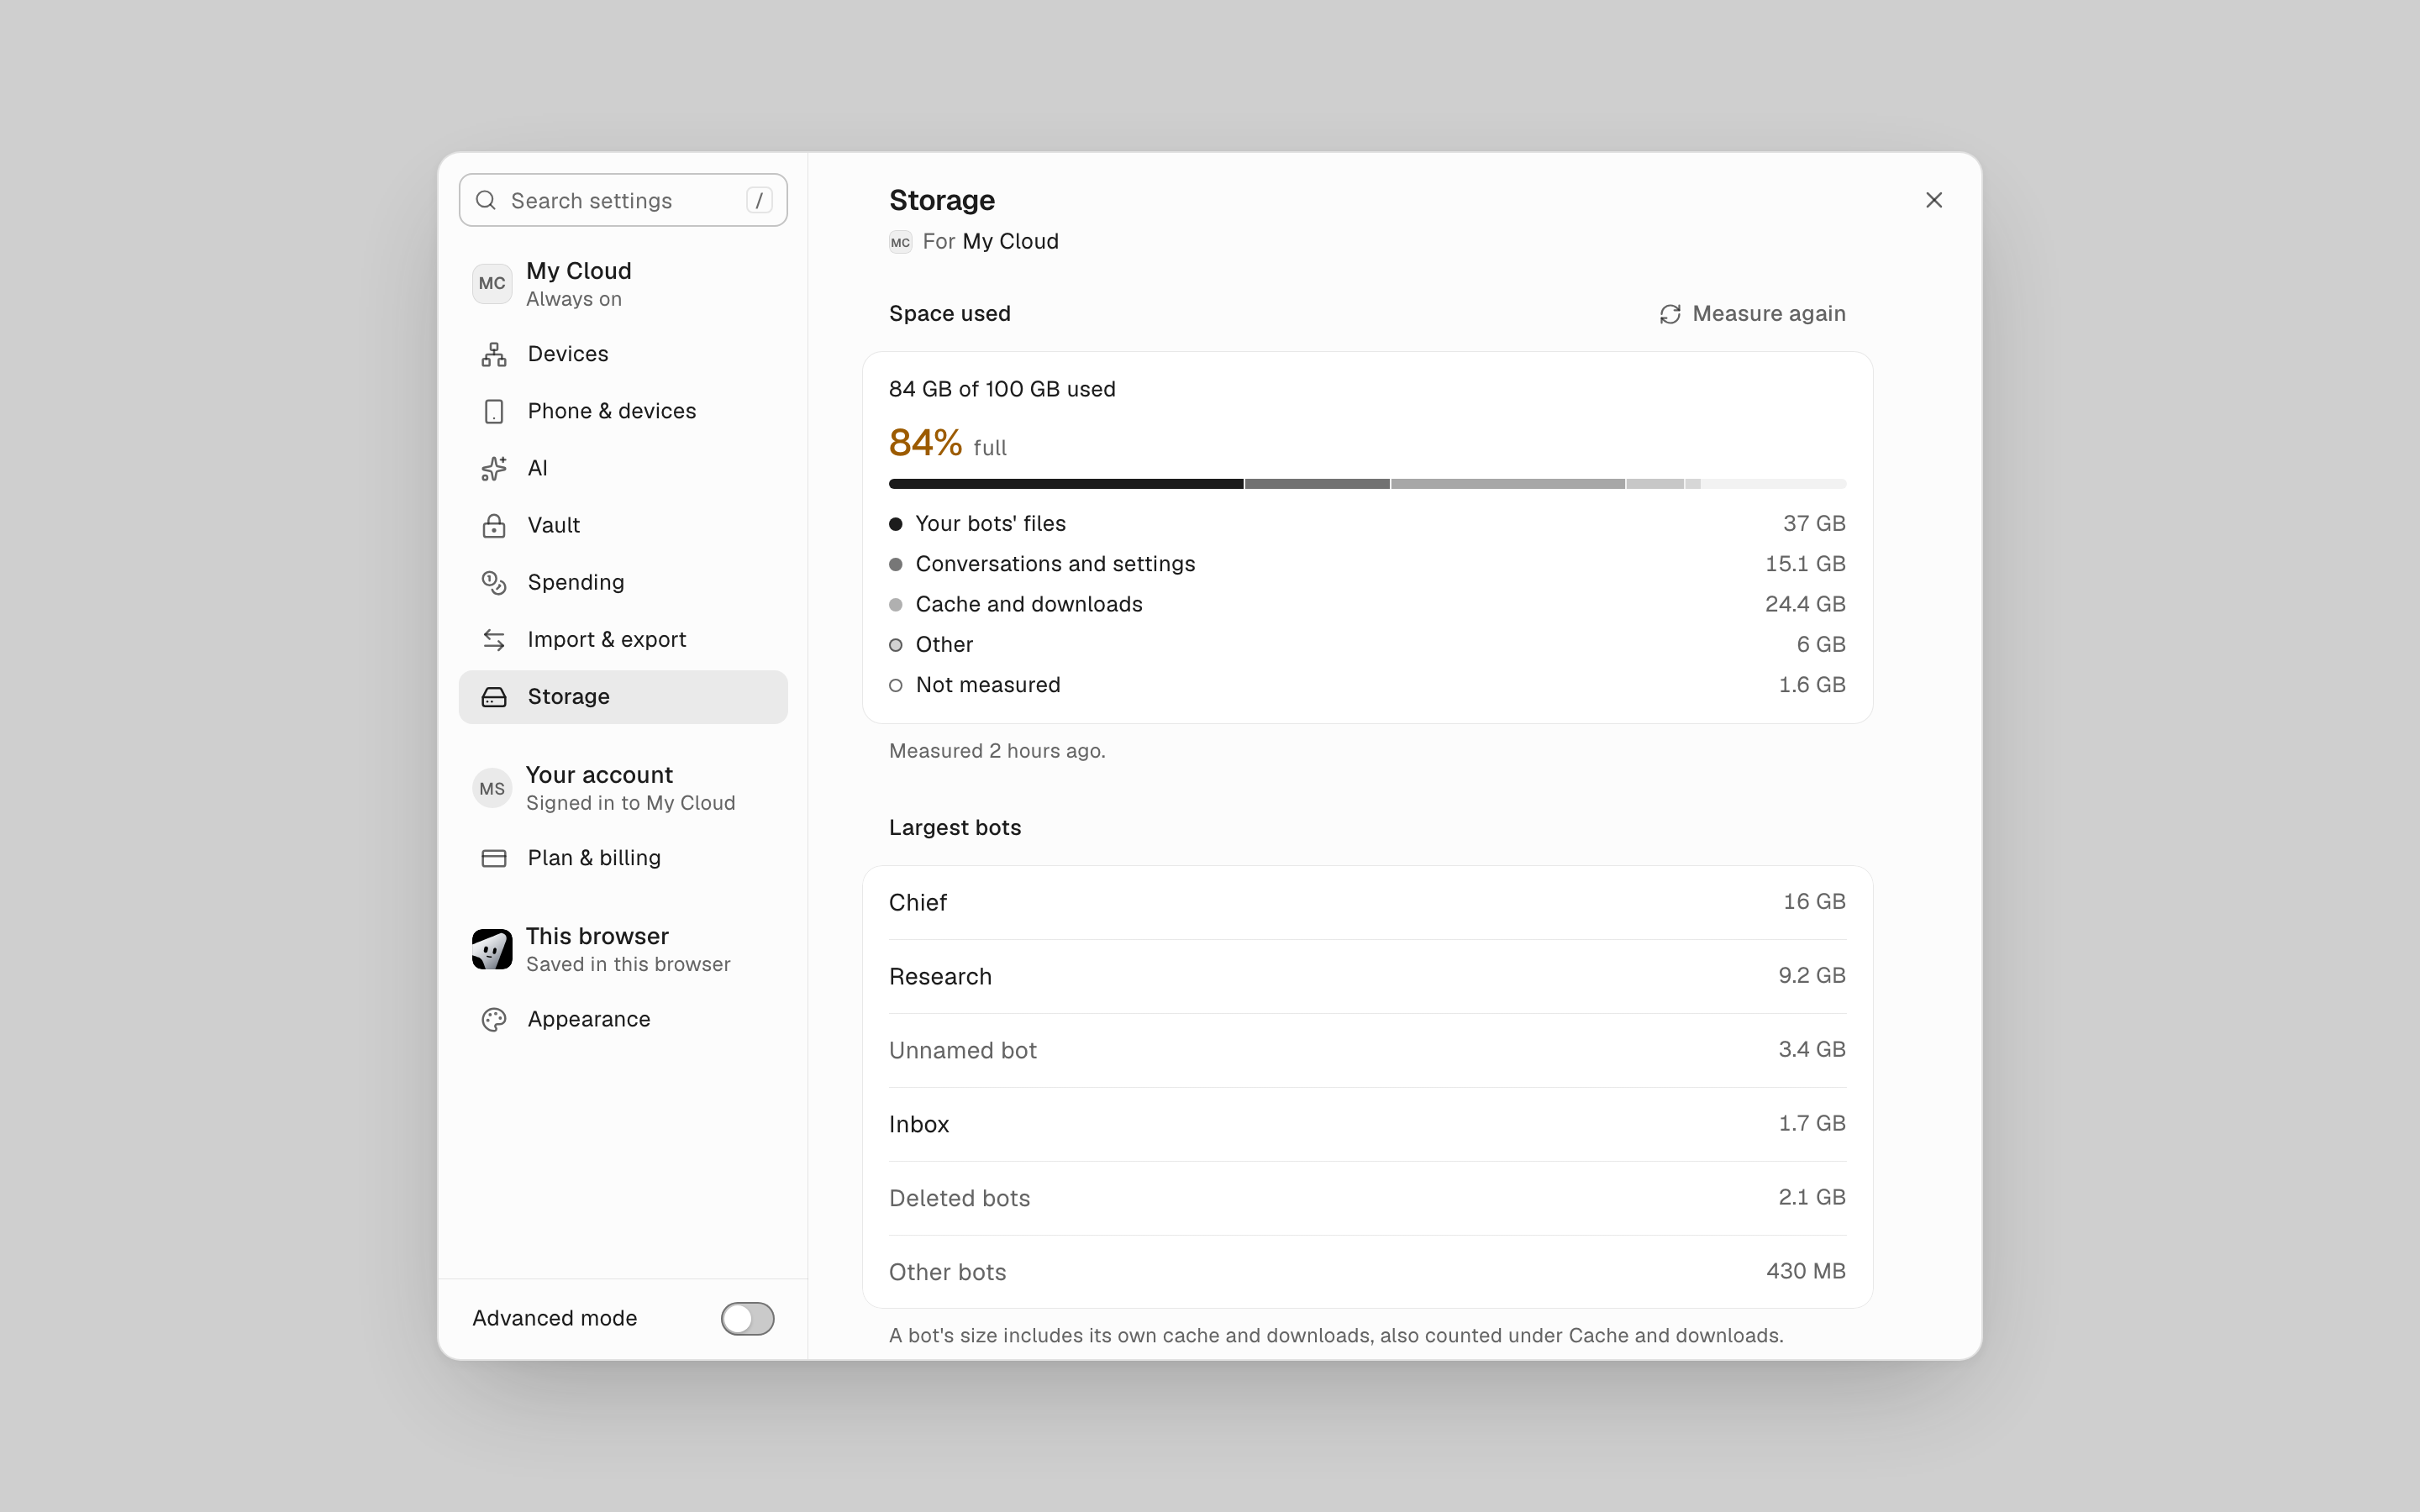 Search settings /
MC
My Cloud
Always on
Devices
Phone & devices
AI
Vault
Spending
Import & export
Storage
MS
Your account
Signed in to My Cloud
Plan & billing
This browser
Saved in this browser
Appearance
Advanced mode
Storage
MC For My Cloud
Space used
Measure again
84 GB of 100 GB used
84% full
Your bots' files 37 GB
Conversations and settings 15.1 GB
Cache and downloads 24.4 GB
Other 6 GB
Not measured 1.6 GB
Measured 2 hours ago.
Largest bots
Chief 16 GB
Research 9.2 GB
Unnamed bot 3.4 GB
Inbox 1.7 GB
Deleted bots 2.1 GB
Other bots 430 MB
A bot's size includes its own cache and downloads, also counted under Cache and downloads.